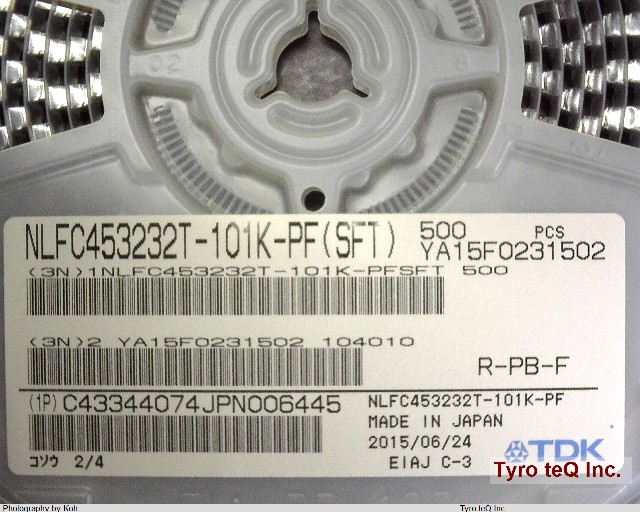 NLFC453232T-101K-PF(SFT) 500 PCS
YA15F0231502
(3N)1NLFC453232T-101K-PFSFT 500
(3N)2 YA15F0231502 104010
R-PB-F
(1P)C43344074JPN006445
NLFC453232T-101K-PF
MADE IN JAPAN
2015/06/24
コソウ 2/4
EIAJ C-3
TDK
Tyro teQ Inc.
Photography by Koh
Tyro teQ Inc